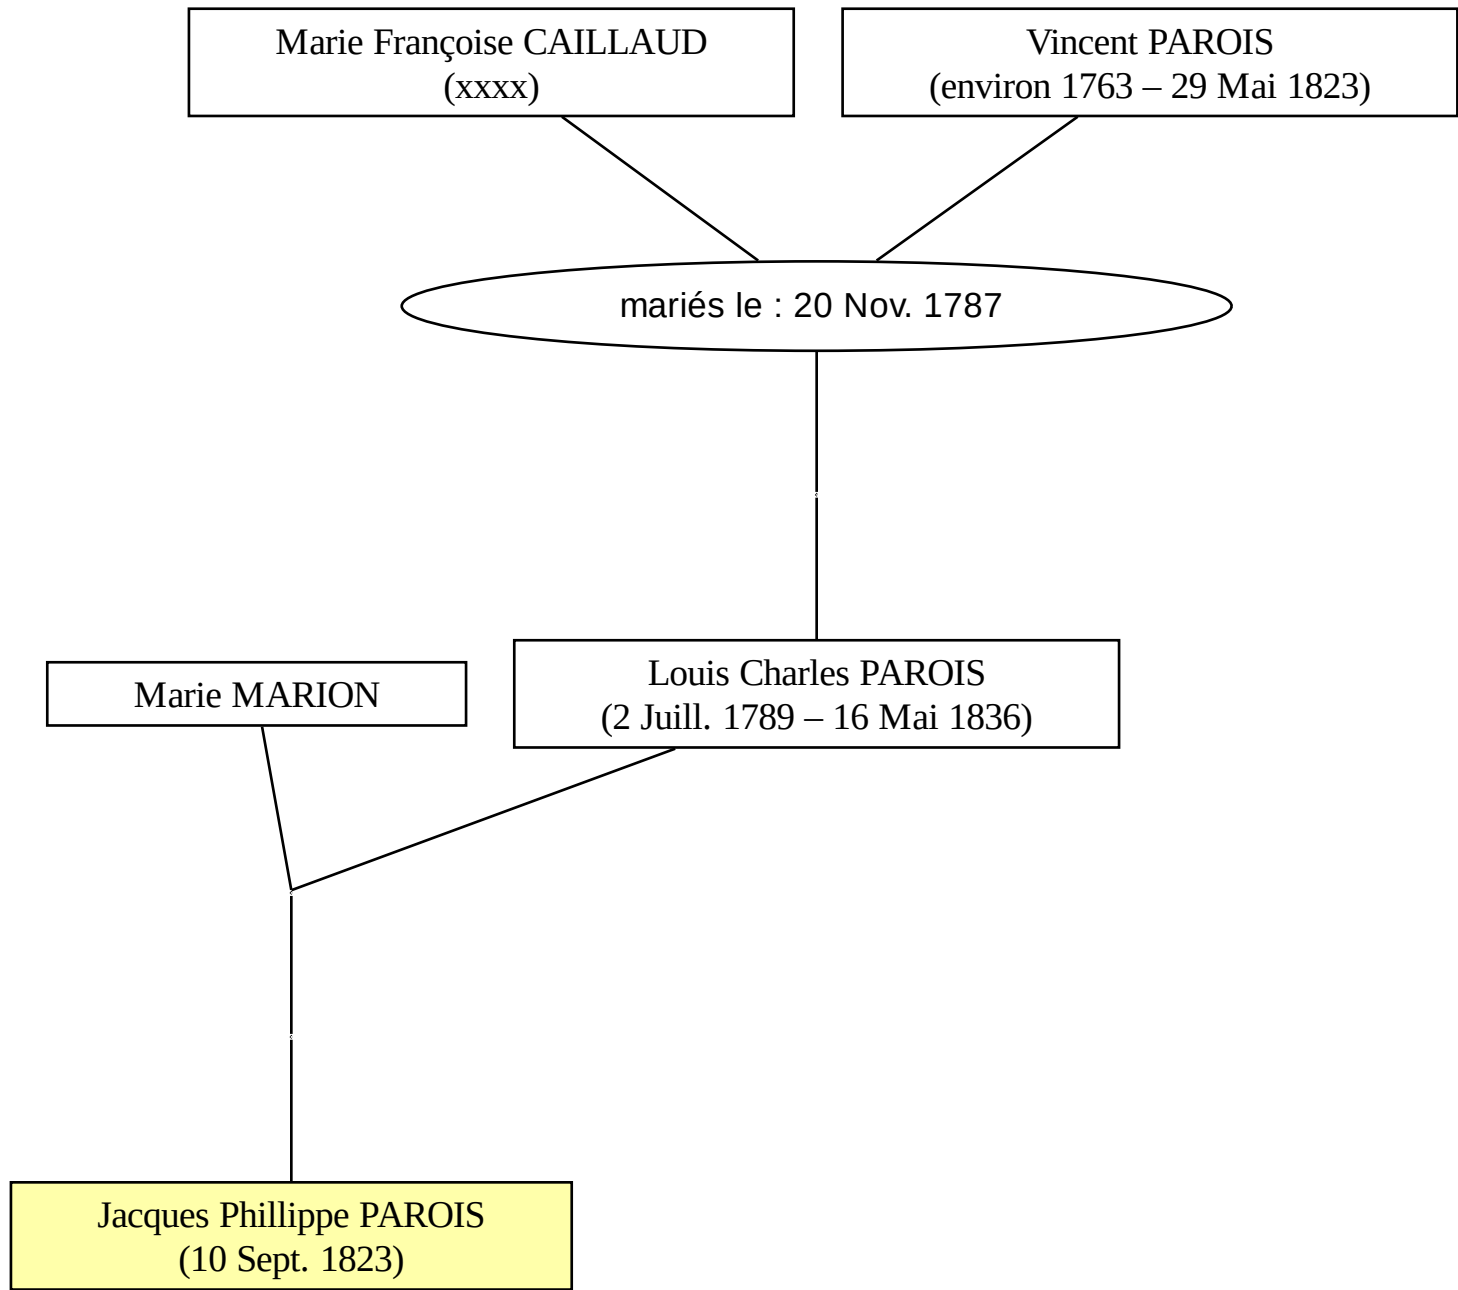 Marie Françoise CAILLAUD
(xxxx)
Vincent PAROIS
(environ 1763 – 29 Mai 1823)
mariés le : 20 Nov. 1787
Marie MARION
Louis Charles PAROIS
(2 Juill. 1789 – 16 Mai 1836)
Jacques Phillippe PAROIS
(10 Sept. 1823)